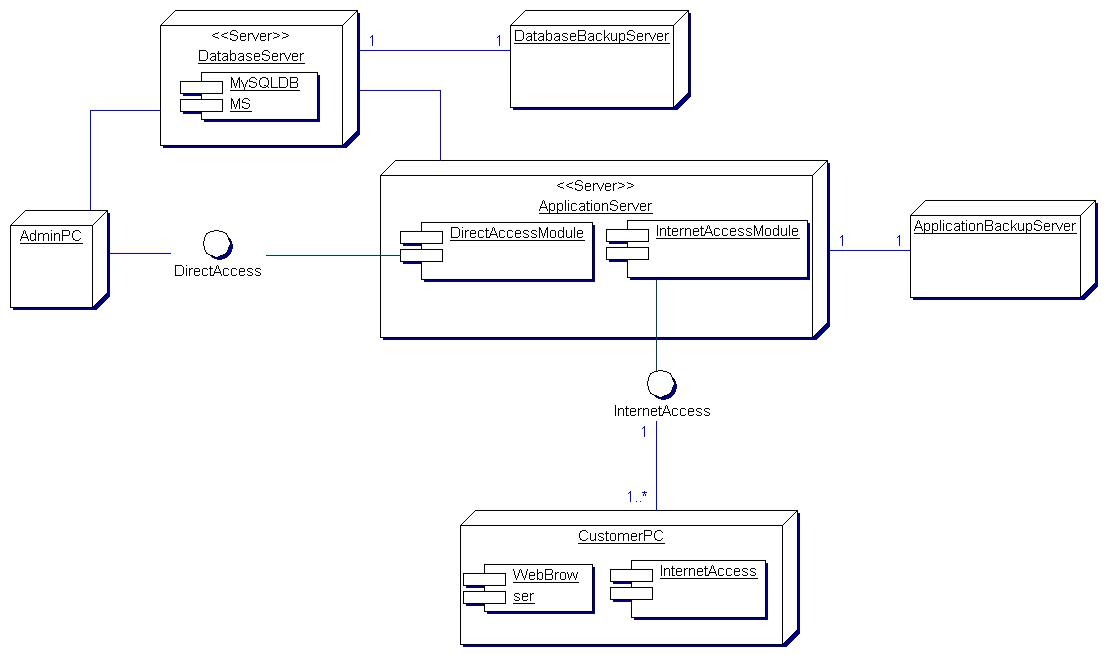 <<Server>>
DatabaseServer
MySQLDB
MS
1
1
DatabaseBackupServer
<<Server>>
ApplicationServer
DirectAccessModule
InternetAccessModule
AdminPC
DirectAccess
1
1
ApplicationBackupServer
InternetAccess
1
1..*
CustomerPC
WebBrow
ser
InternetAccess